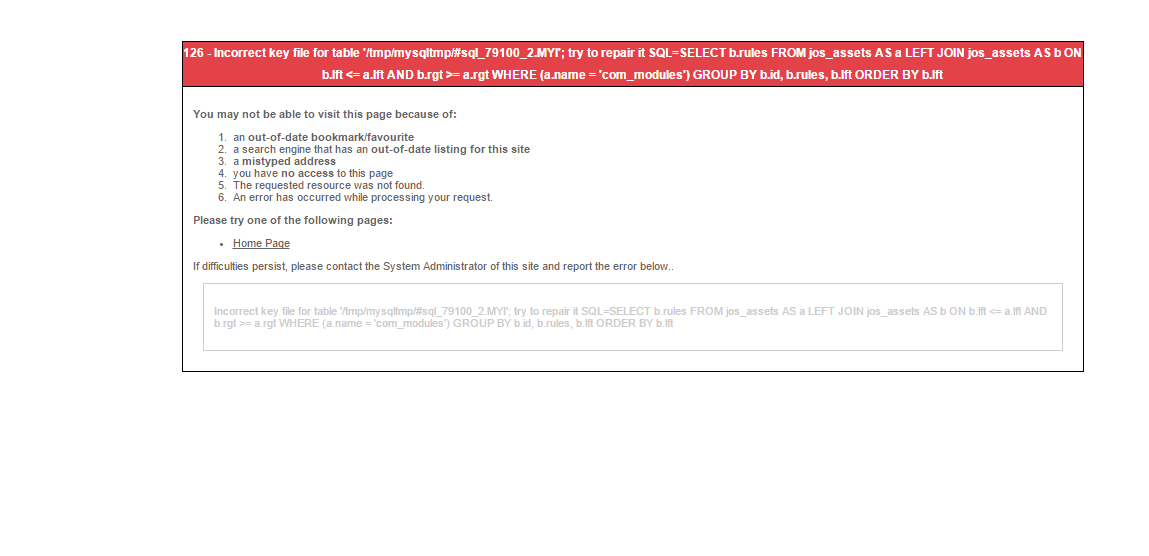 126 - Incorrect key file for table '/tmp/mysqltmp/#sql_79100_2.MYI'; try to repair it SQL=SELECT b.rules FROM jos_assets AS a LEFT JOIN jos_assets AS b ON
b.lft <= a.lft AND b.rgt >= a.rgt WHERE (a.name = 'com_modules') GROUP BY b.id, b.rules, b.lft ORDER BY b.lft
You may not be able to visit this page because of:
1. an out-of-date bookmark/favourite
2. a search engine that has an out-of-date listing for this site
3. a mistyped address
4. you have no access to this page
5. The requested resource was not found.
6. An error has occurred while processing your request.
Please try one of the following pages:
• Home Page
If difficulties persist, please contact the System Administrator of this site and report the error below..
Incorrect key file for table '/tmp/mysqltmp/#sql_79100_2.MYI'; try to repair it SQL=SELECT b.rules FROM jos_assets AS a LEFT JOIN jos_assets AS b ON b.lft <= a.lft AND
b.rgt >= a.rgt WHERE (a.name = 'com_modules') GROUP BY b.id, b.rules, b.lft ORDER BY b.lft